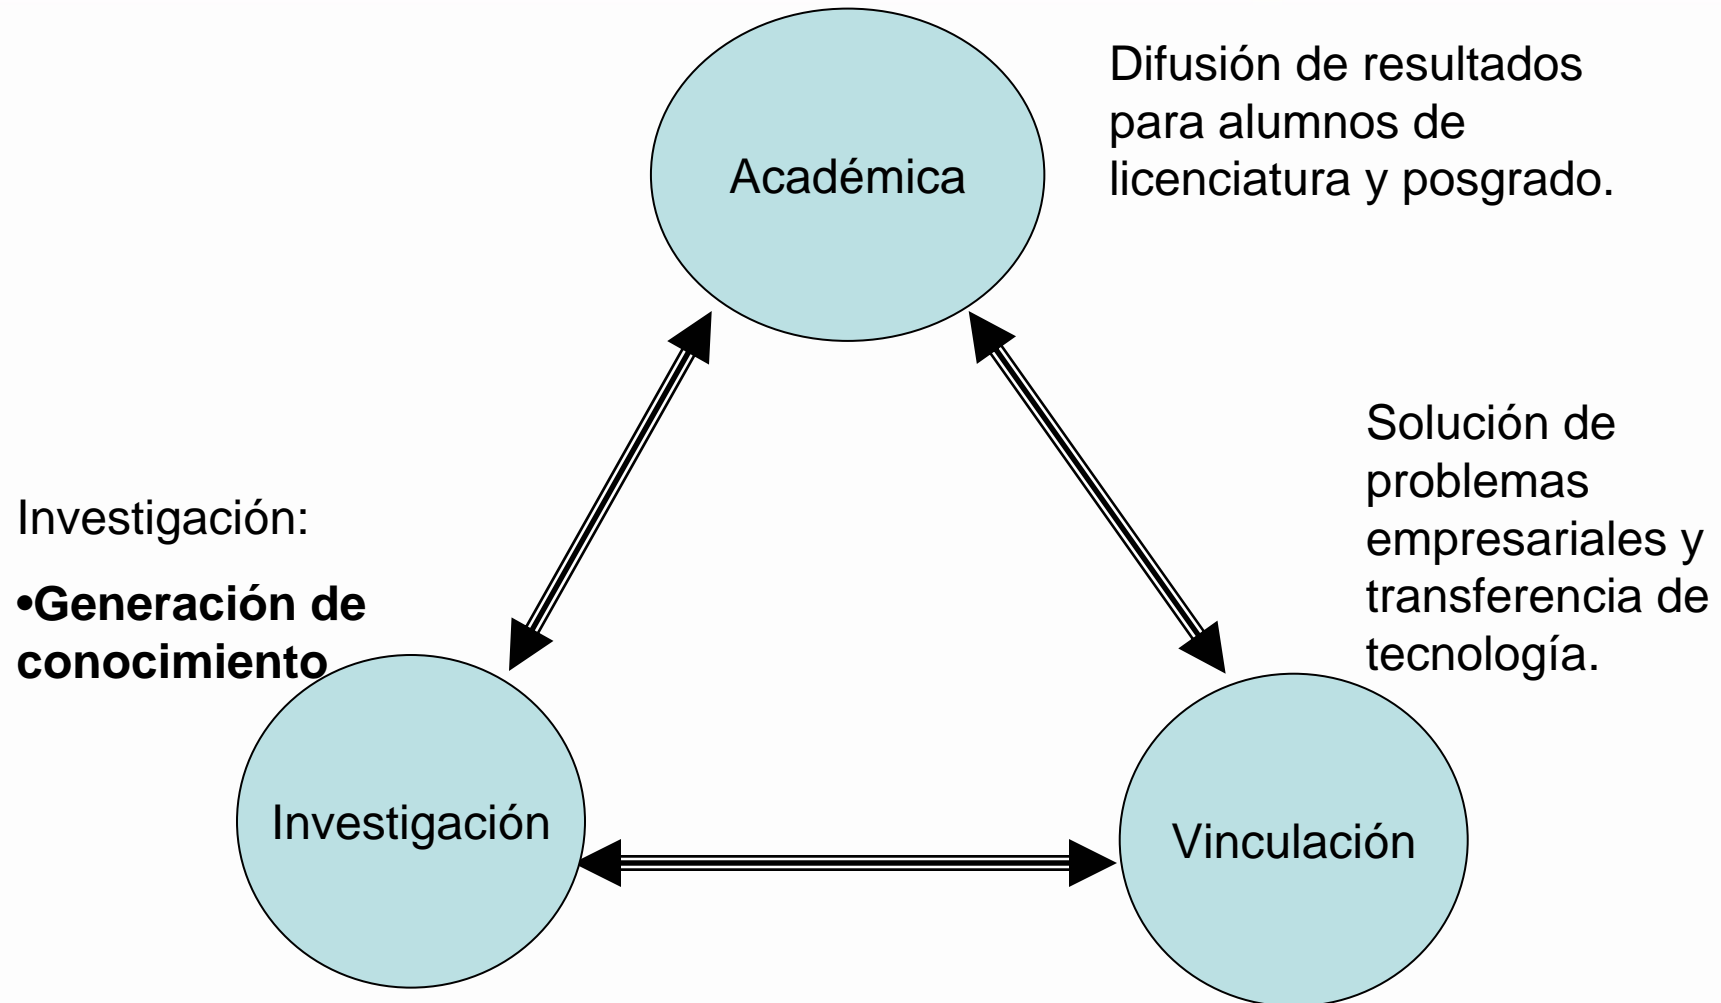 Difusión de resultados
para alumnos de
licenciatura y posgrado.
Académica
Solución de
problemas
empresariales y
transferencia de
tecnología.
Investigación:
•Generación de
conocimiento
Investigación
Vinculación